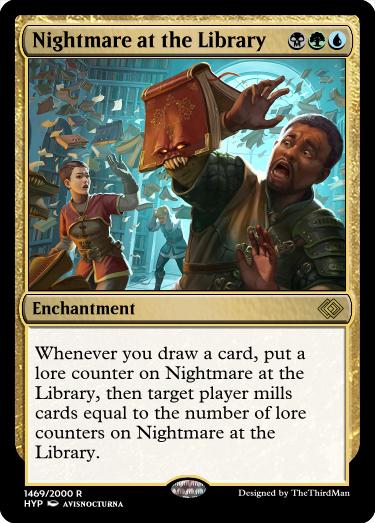 Nightmare at the Library
Enchantment
Whenever you draw a card, put a
lore counter on Nightmare at the
Library, then target player mills
cards equal to the number of lore
counters on Nightmare at the
Library.
1469/2000 R
HYP AVISNOCTURNA
Designed by TheThirdMan